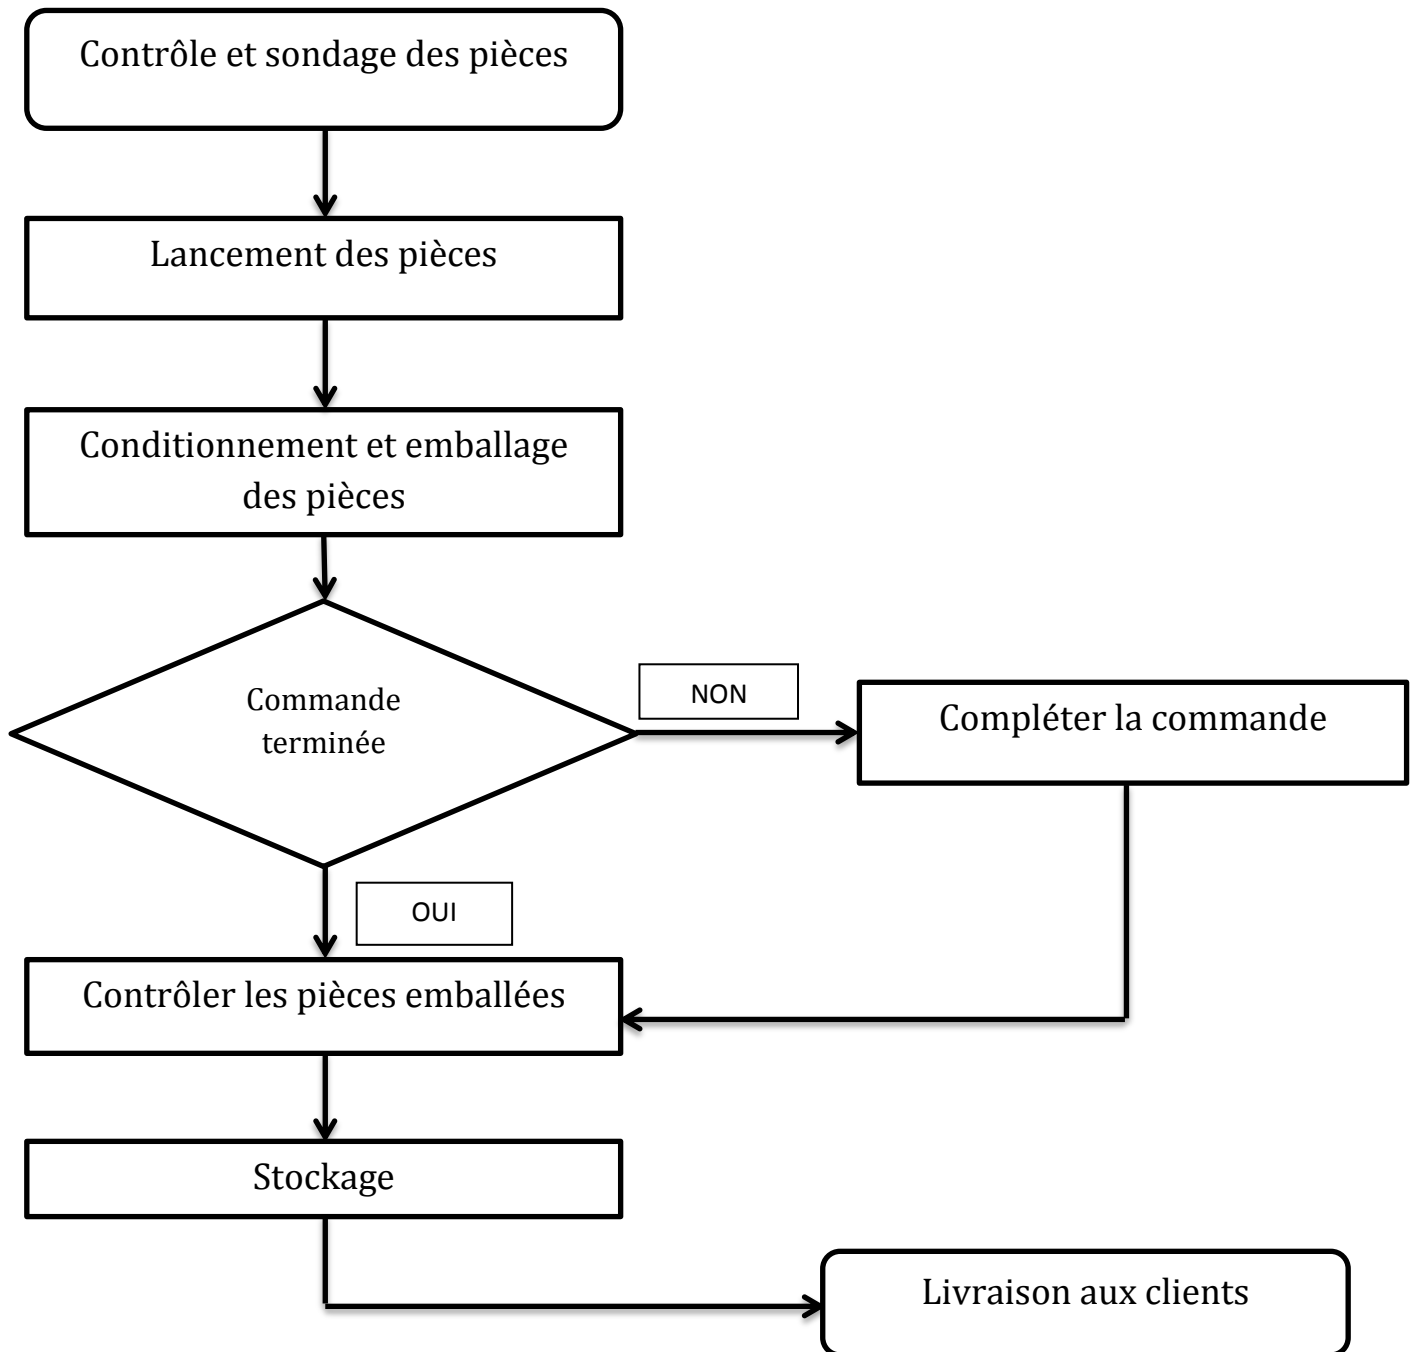 Contrôle et sondage des pièces
Lancement des pièces
Conditionnement et emballage
des pièces
Commande
terminée
NON
Compléter la commande
OUI
Contrôler les pièces emballées
Stockage
Livraison aux clients